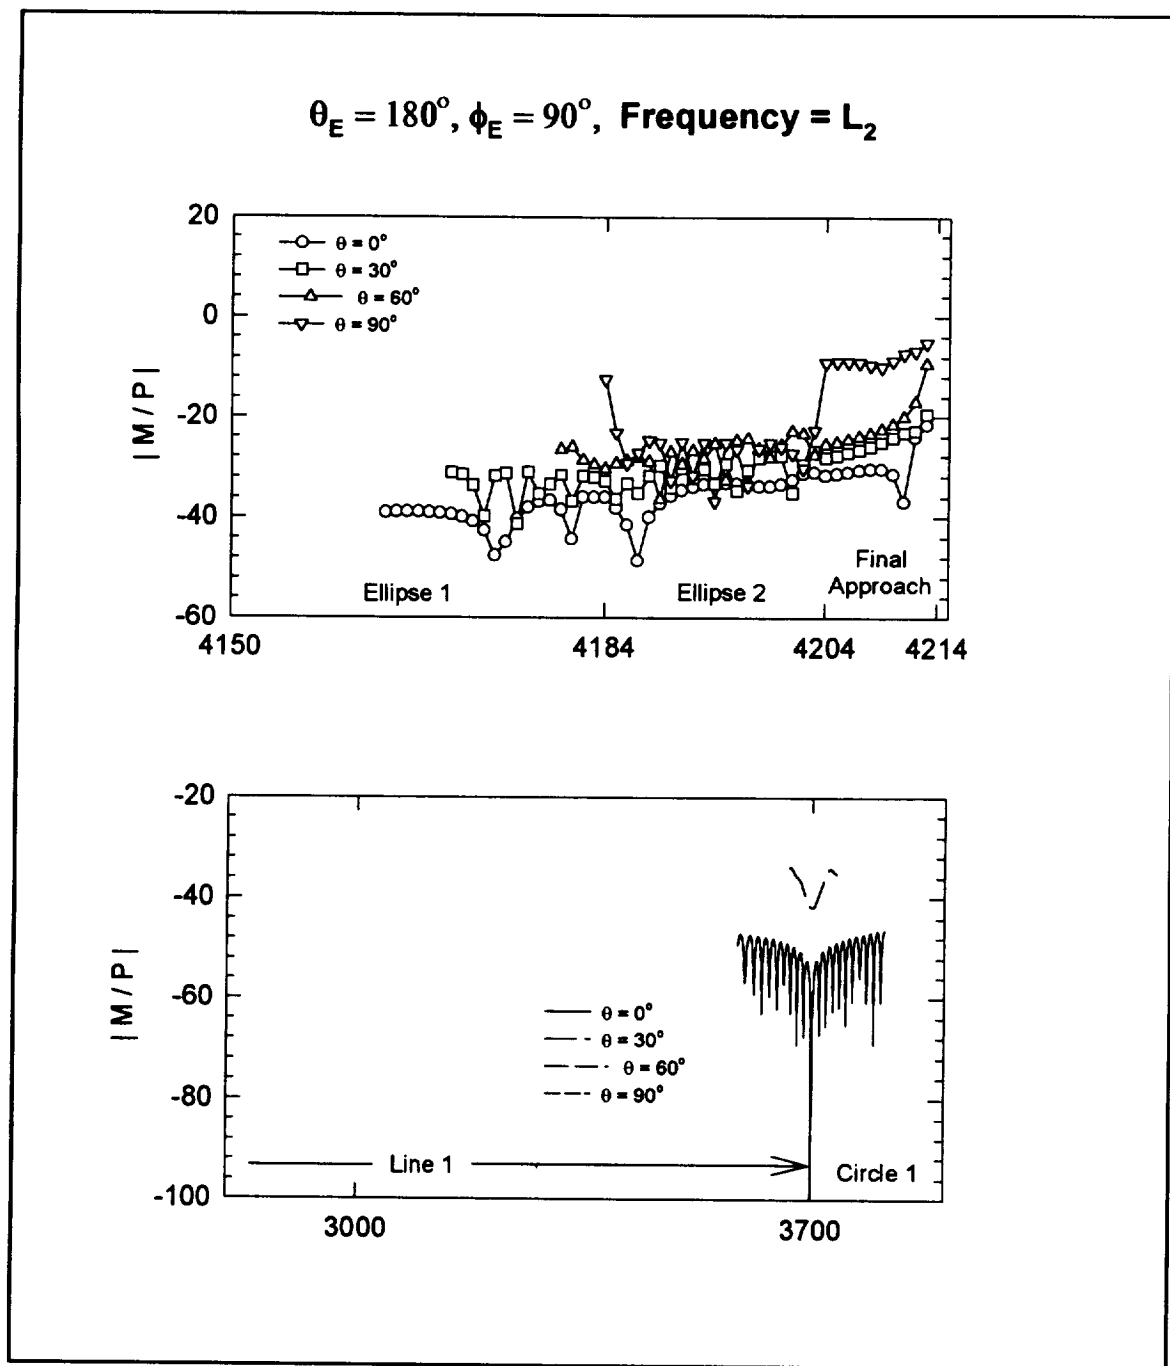 θE = 180°, ϕE = 90°, Frequency = L2
20
0
-20
-40
-60
|M/P|
θ = 0°
θ = 30°
θ = 60°
θ = 90°
Ellipse 1
Ellipse 2
Final
Approach
4150
4184
4204
4214
-20
-40
-60
-80
-100
|M/P|
θ = 0°
θ = 30°
θ = 60°
θ = 90°
Line 1
Circle 1
3000
3700